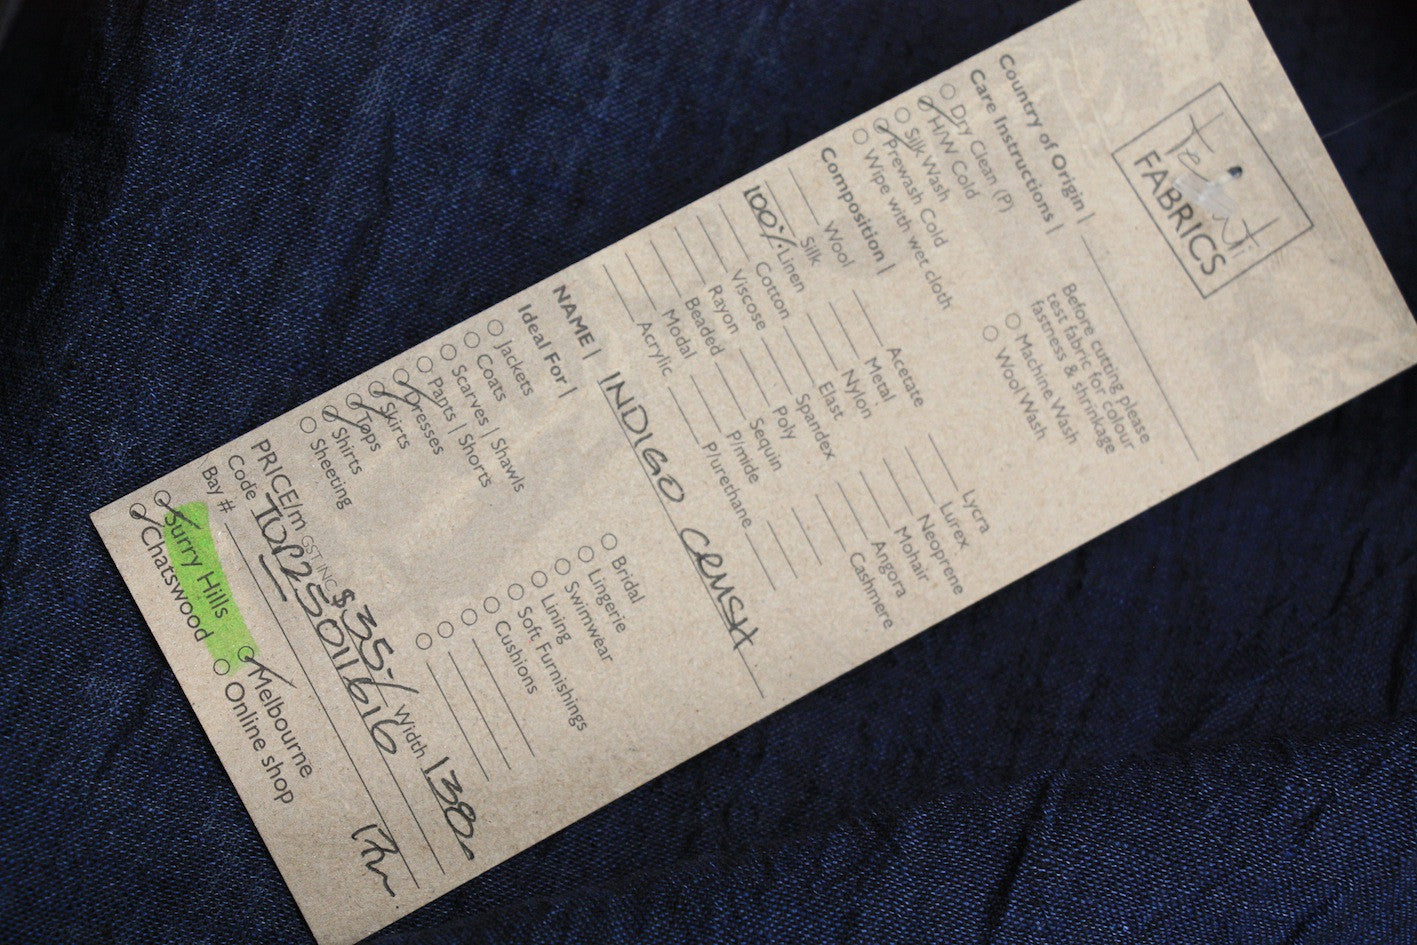 FABRICS
Country of Origin |
Care Instructions |
Dry Clean (P)
H/W Cold
Silk Wash
Prewash Cold
Wipe with wet cloth
Before cutting please
test fabric for colour
fastness & shrinkage
Machine Wash
Wool Wash
Composition |
Wool
Silk
100% Linen
Cotton
Viscose
Rayon
Beaded
Modal
Acrylic
Acetate
Metal
Nylon
Elast
Spandex
Poly
Sequin
P/mide
P/urethane
Lycra
Lurex
Neoprene
Mohair
Angora
Cashmere
NAME | INDIGO CRUSH
Ideal For |
Jackets
Coats
Scarves | Shawls
Pants | Shorts
Dresses
Skirts
Tops
Shirts
Sheeting
Bridal
Lingerie
Swimwear
Lining
Soft Furnishings
Cushions
PRICE/m GST INC $35-/ Width 138
Code TOP25011616
Bay #
Surry Hills
Chatswood
Melbourne
Online shop